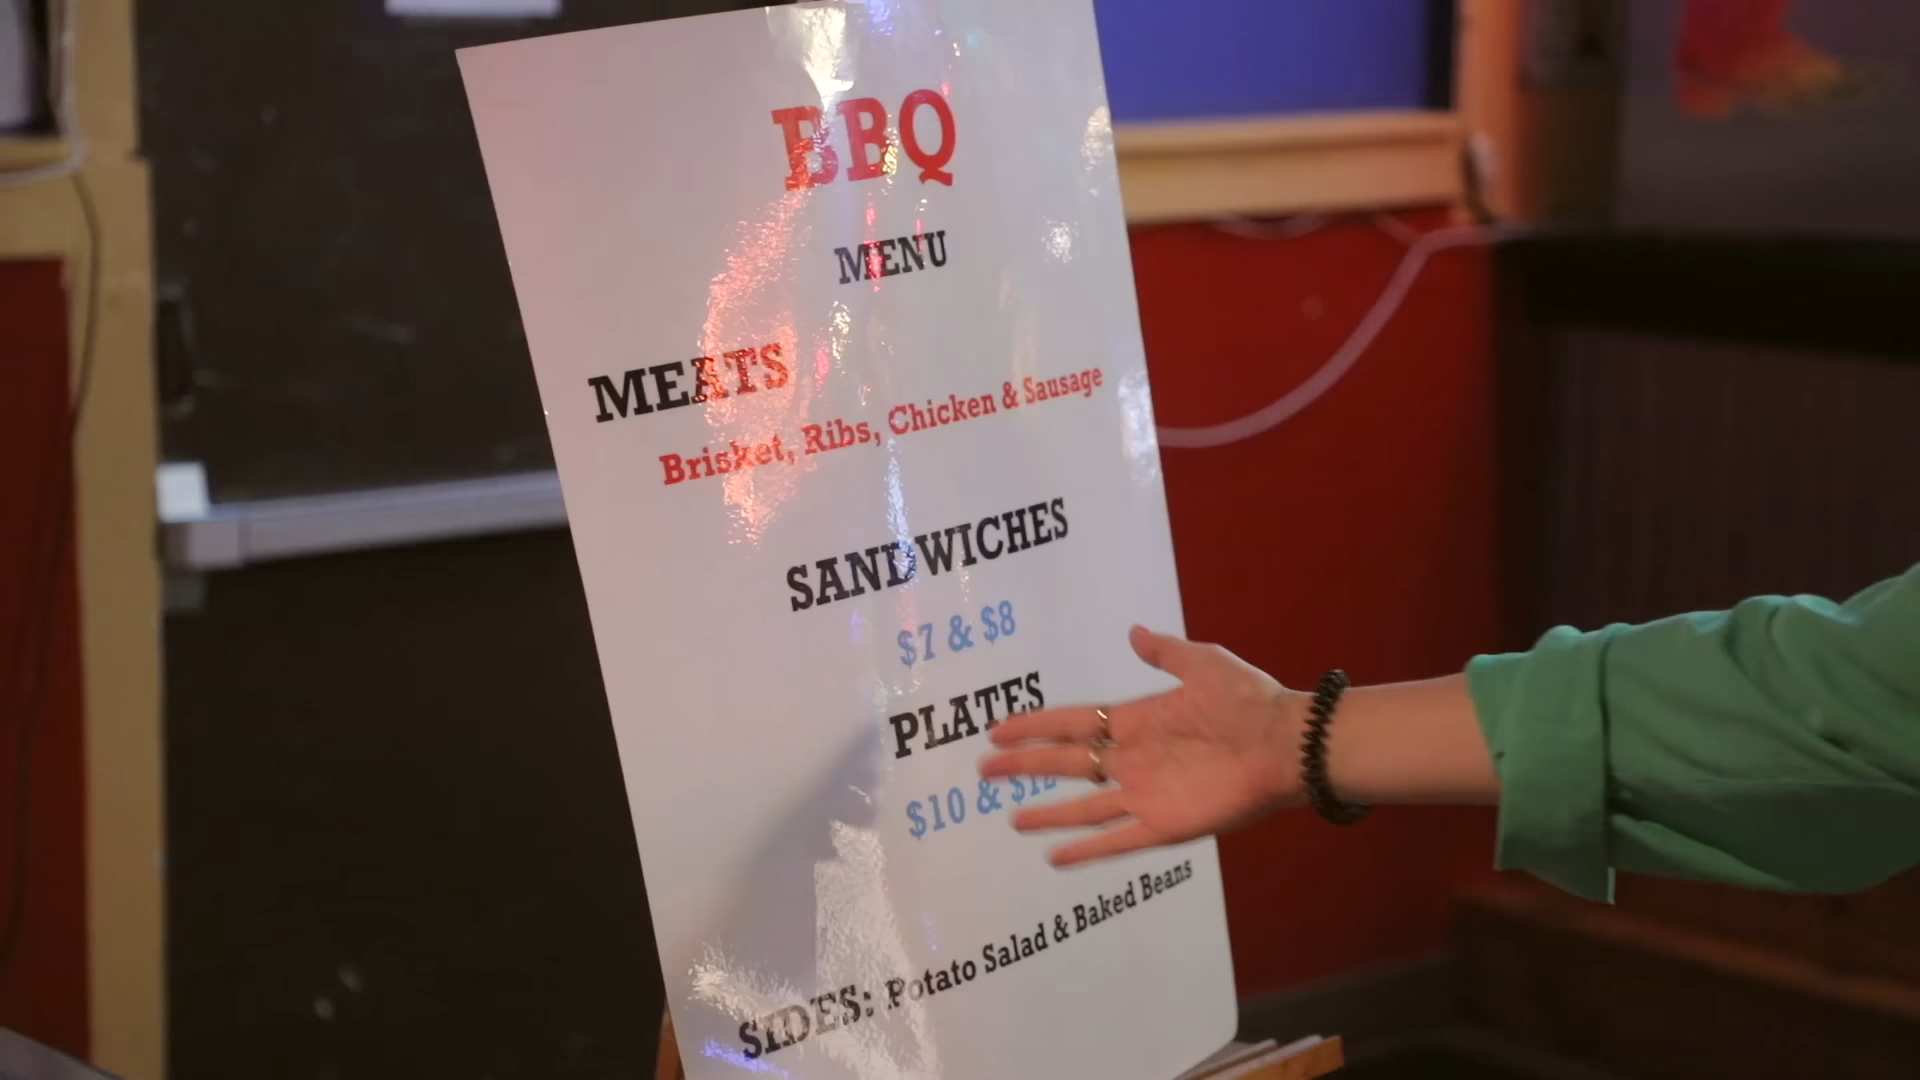 BBQ
MENU
MEATS
Brisket, Ribs, Chicken & Sausage
SANDWICHES
$7 & $8
PLATES
$10 & $12
SIDES: Potato Salad & Baked Beans